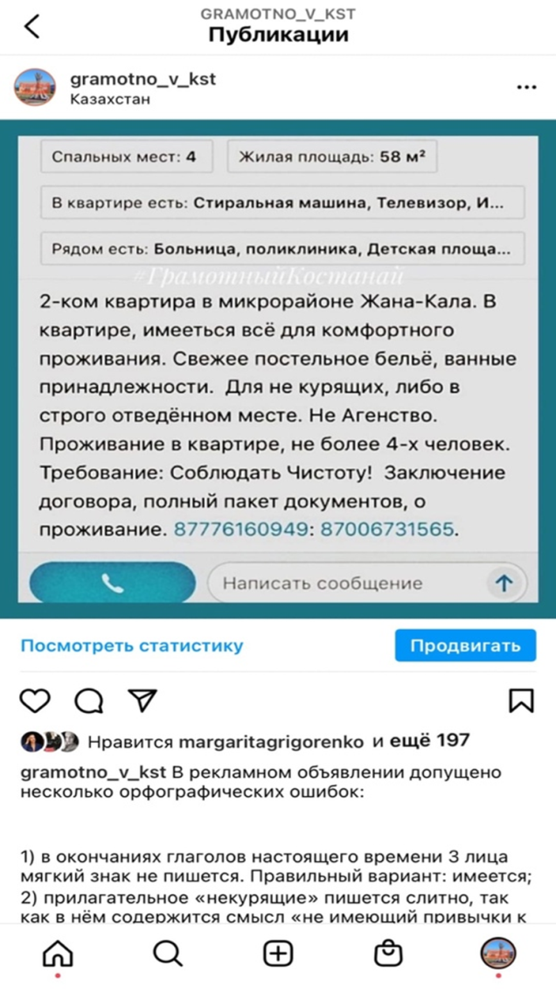 GRAMOTNO_V_KST
Публикации
gramotno_v_kst
Казахстан
Спальных мест: 4
Жилая площадь: 58 м²
В квартире есть: Стиральная машина, Телевизор, И...
Рядом есть: Больница, поликлиника, Детская площа...
#ГрамотныйКостанай
2-ком квартира в микрорайоне Жана-Кала. В
квартире, имееться всё для комфортного
проживания. Свежее постельное бельё, ванные
принадлежности. Для не курящих, либо в
строго отведённом месте. Не Агенство.
Проживание в квартире, не более 4-х человек.
Требование: Соблюдать Чистоту! Заключение
договора, полный пакет документов, о
проживание. 87776160949: 87006731565.
Написать сообщение
Посмотреть статистику
Продвигать
Нравится margaritagrigorenko и ещё 197
gramotno_v_kst В рекламном объявлении допущено
несколько орфографических ошибок:
1) в окончаниях глаголов настоящего времени 3 лица
мягкий знак не пишется. Правильный вариант: имеется;
2) прилагательное «некурящие» пишется слитно, так
как в нём содержится смысл «не имеющий привычки к